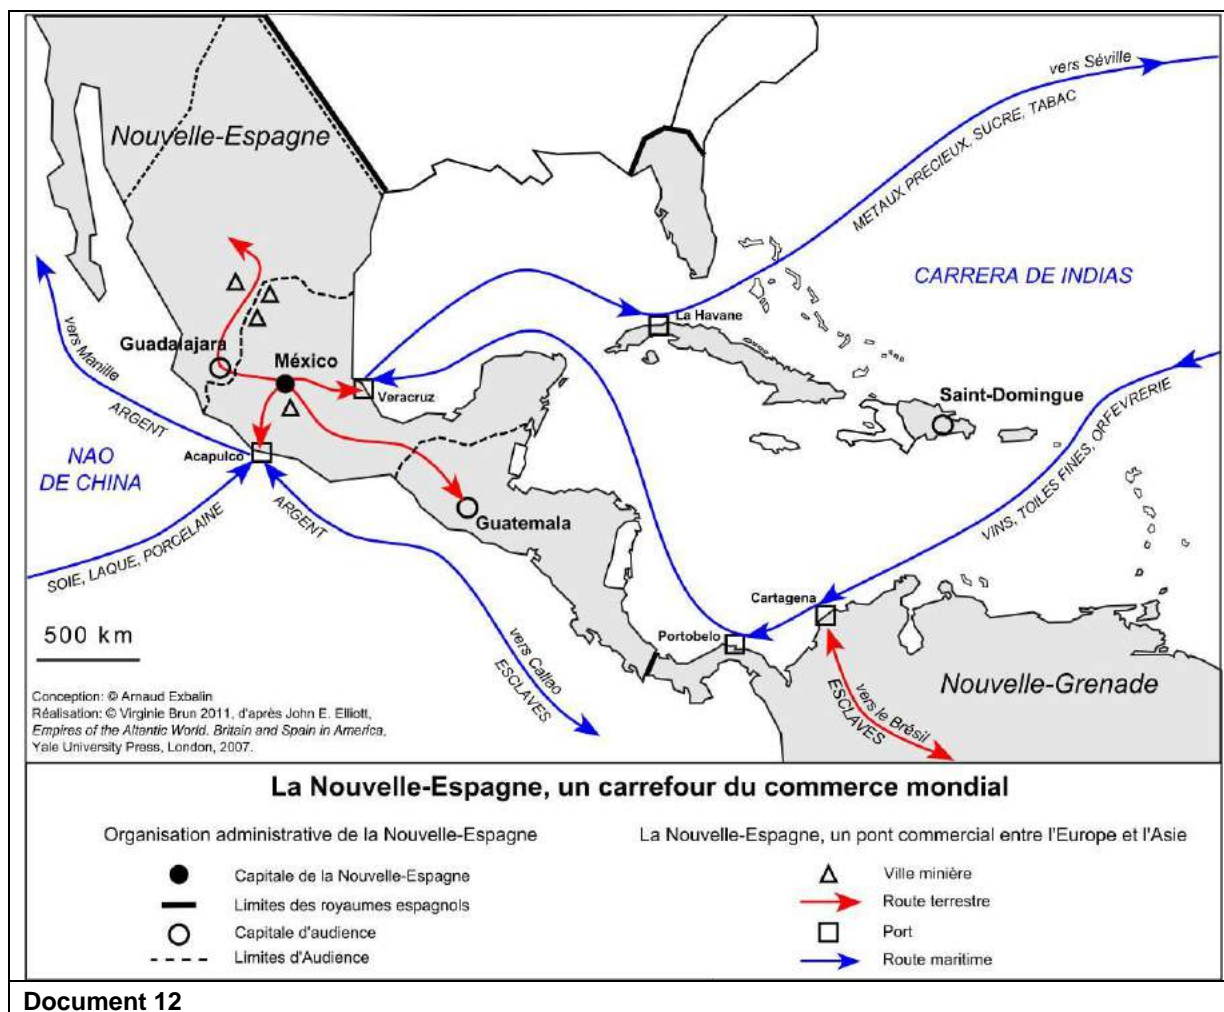 Nouvelle-Espagne
vers Séville
METAUX PRECIEUX, SUCRE, TABAC
CARRERA DE INDIAS
La Havane
Guadalajara
México
Veracruz
vers Manille
ARGENT
Saint-Domingue
NAO
DE CHINA
Acapulco
ARGENT
Guatemala
VINS, TOILES FINES, ORFEVRERIE
SOIE, LAQUE, PORCELAINE
Cartagena
Portobelo
500 km
vers Callao
ESCLAVES
vers le Brésil
ESCLAVES
Nouvelle-Grenade
Conception: © Arnaud Exbalin
Réalisation: © Virginie Brun 2011, d'après John E. Elliott,
Empires of the Altantic World. Britain and Spain in America,
Yale University Press, London, 2007.
La Nouvelle-Espagne, un carrefour du commerce mondial
Organisation administrative de la Nouvelle-Espagne
Capitale de la Nouvelle-Espagne
Limites des royaumes espagnols
Capitale d'audience
Limites d'Audience
La Nouvelle-Espagne, un pont commercial entre l'Europe et l'Asie
Ville minière
Route terrestre
Port
Route maritime
Document 12